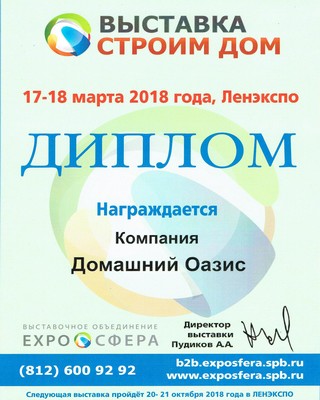 ВЫСТАВКА
СТРОИМ ДОМ
17-18 марта 2018 года, Ленэкспо
ДИПЛОМ
Награждается
Компания
Домашний Оазис
ВЫСТАВОЧНОЕ ОБЪЕДИНЕНИЕ
EXPOСФЕРА
Директор
выставки
Пудиков А.А.
(812) 600 92 92
b2b.exposfera.spb.ru
www.exposfera.spb.ru
Следующая выставка пройдёт 20- 21 октября 2018 года в ЛЕНЭКСПО